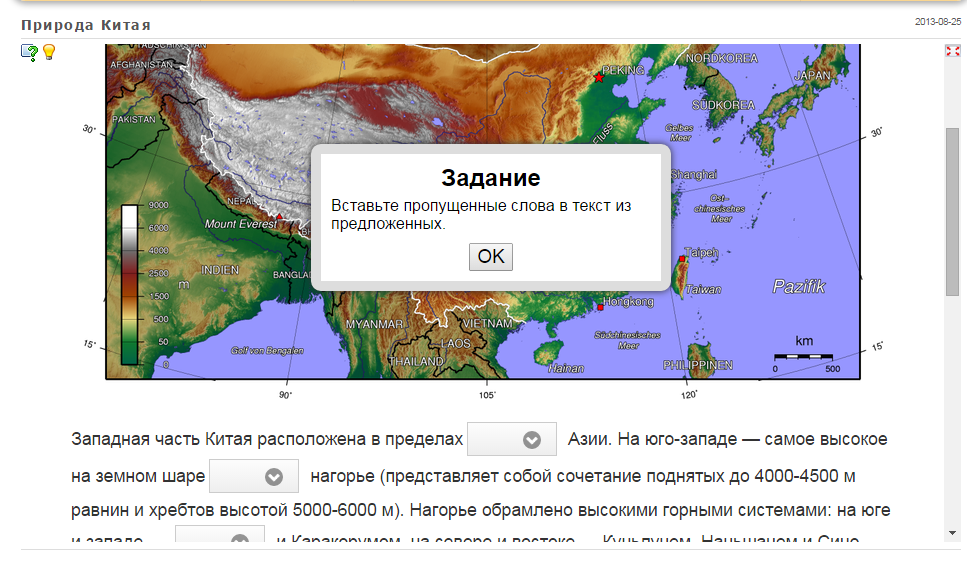 Природа Китая
2013-08-25
TADSCHIKISTAN
AFGHANISTAN
PAKISTAN
PEKING
NORDKOREA
JAPAN
SÜDKOREA
Gelbes
Meer
Fluss
30°
30°
Shanghai
Ost-
chinesisches
Meer
NEPAL
Mount Everest
9000
6000
4000
2500
1500
500
50
0
m
INDIEN
Taipeh
Taiwan
Pazifik
Hongkong
MYANMAR
VIETNAM
LAOS
THAILAND
Südchinesisches
Meer
Hainan
PHILIPPINEN
Golf von Bengalen
15°
15°
km
0 500
90°
105°
120°
Задание
Вставьте пропущенные слова в текст из
предложенных.
OK
Западная часть Китая расположена в пределах Азии. На юго-западе — самое высокое
на земном шаре нагорье (представляет собой сочетание поднятых до 4000-4500 м
равнин и хребтов высотой 5000-6000 м). Нагорье обрамлено высокими горными системами: на юге
и западе — и Каракорумом, на севере и востоке — Куньлунем, Наньшанем и Сино-